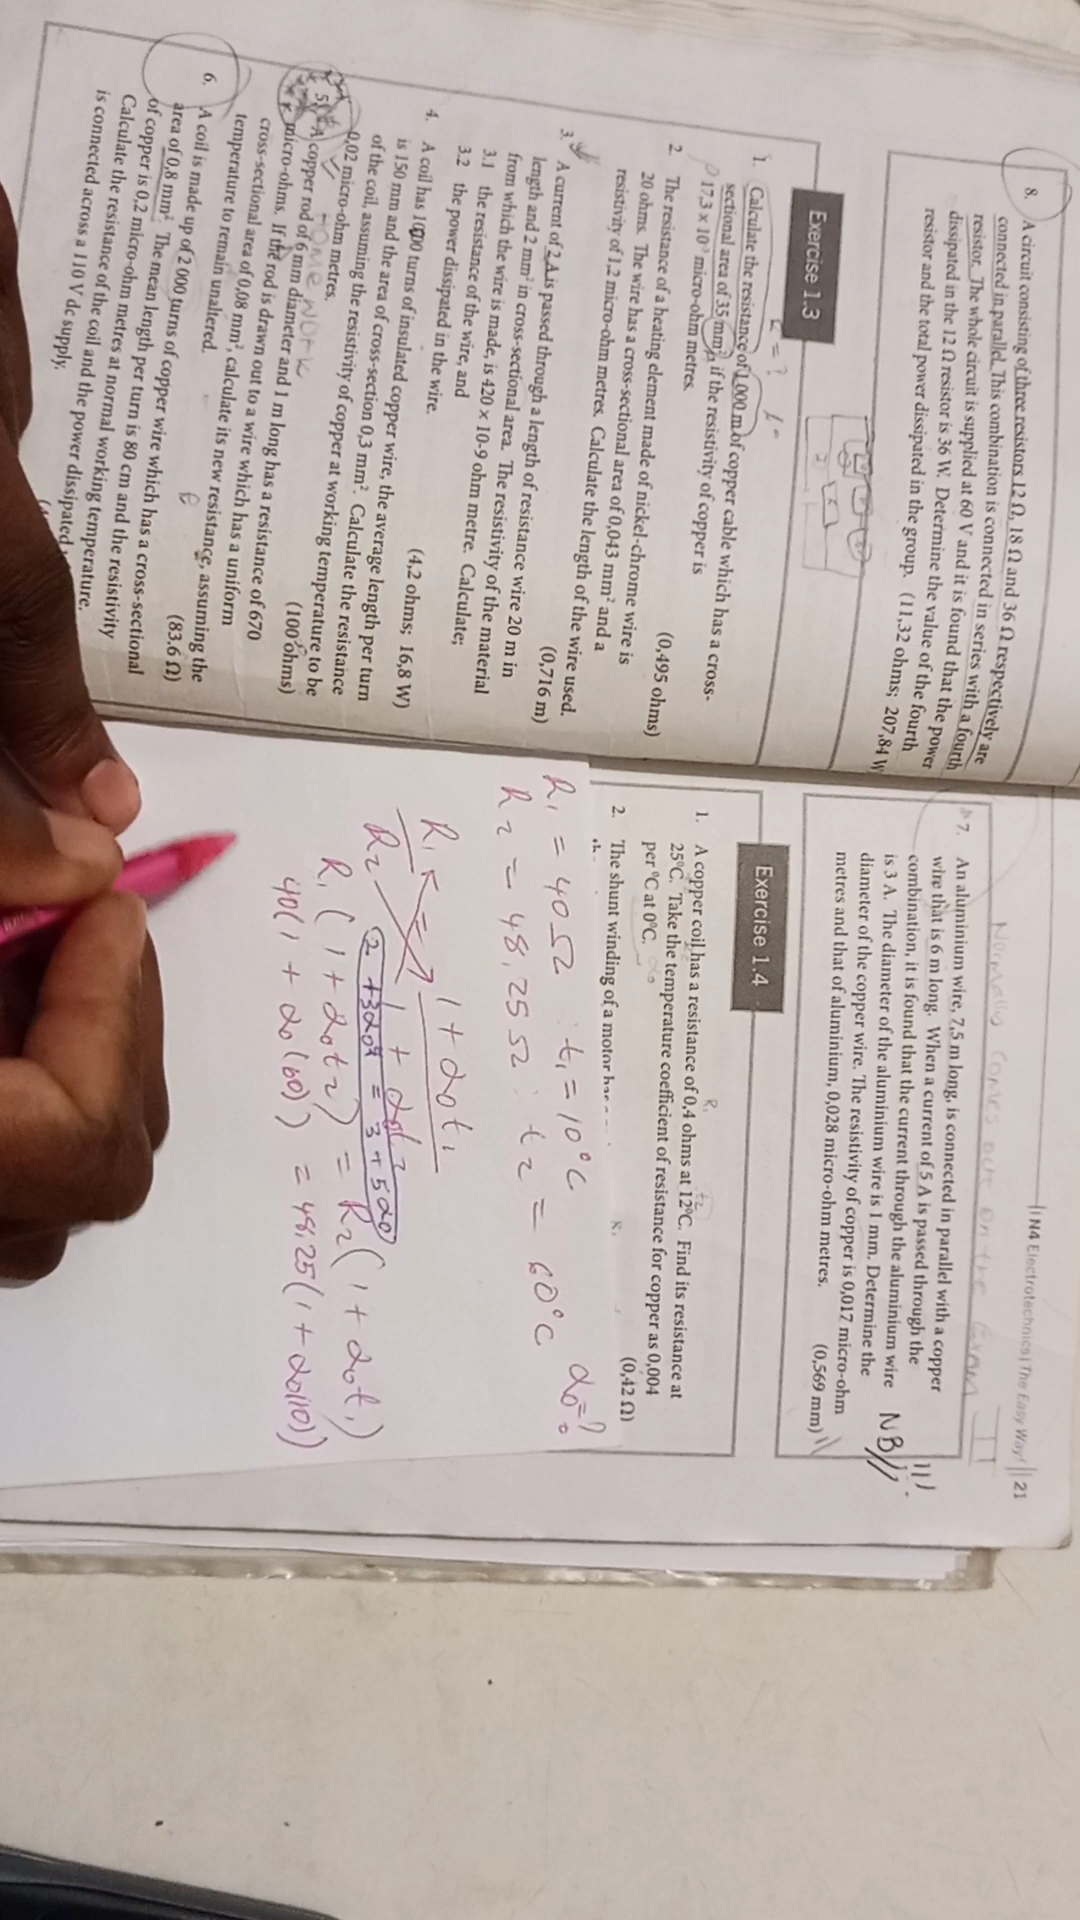 8. A circuit consisting of three resistors 12 Ω, 18 Ω and 36 Ω respectively are
connected in parallel. This combination is connected in series with a fourth
resistor. The whole circuit is supplied at 60 V and it is found that the power
dissipated in the 12 Ω resistor is 36 W. Determine the value of the fourth
resistor and the total power dissipated in the group. (11,32 ohms; 207,84 W
Exercise 1.3
R = ?
1. Calculate the resistance of 1 000 m of copper cable which has a cross-
sectional area of 35 mm², if the resistivity of copper is
17,3 x 10³ micro-ohm metres.
(0,495 ohms)
2. The resistance of a heating element made of nickel-chrome wire is
20 ohms. The wire has a cross-sectional area of 0,043 mm² and a
resistivity of 1,2 micro-ohm metres. Calculate the length of the wire used.
(0,716 m)
3. A current of 2 A is passed through a length of resistance wire 20 m in
length and 2 mm² in cross-sectional area. The resistivity of the material
from which the wire is made, is 420 x 10-9 ohm metre. Calculate;
3.1 the resistance of the wire, and
3.2 the power dissipated in the wire.
(4,2 ohms; 16,8 W)
4. A coil has 1000 turns of insulated copper wire, the average length per turn
is 150 mm and the area of cross-section 0,3 mm². Calculate the resistance
of the coil, assuming the resistivity of copper at working temperature to be
0,02 micro-ohm metres.
(100 ohms)
HOME WORK
5. A copper rod of 6 mm diameter and 1 m long has a resistance of 670
micro-ohms. If the rod is drawn out to a wire which has a uniform
cross-sectional area of 0,08 mm², calculate its new resistance, assuming the
temperature to remain unaltered.
(83.6 Ω)
6. A coil is made up of 2 000 turns of copper wire which has a cross-sectional
area of 0,8 mm². The mean length per turn is 80 cm and the resistivity
of copper is 0,2 micro-ohm metres at normal working temperature.
Calculate the resistance of the coil and the power dissipated
is connected across a 110 V dc supply.
N4 Electrotechnics | The Easy Way! 21
Normally comes out on the Exam
7. An aluminium wire, 7,5 m long, is connected in parallel with a copper
wire that is 6 m long. When a current of 5 A is passed through the
combination, it is found that the current through the aluminium wire
is 3 A. The diameter of the aluminium wire is 1 mm. Determine the
diameter of the copper wire. The resistivity of copper is 0,017 micro-ohm
metres and that of aluminium, 0,028 micro-ohm metres.
(0,569 mm)
NB//
Exercise 1.4
1. A copper coil has a resistance of 0,4 ohms at 12°C. Find its resistance at
25°C. Take the temperature coefficient of resistance for copper as 0,004
per °C at 0°C.
(0,42 Ω)
2. The shunt winding of a motor has
R₁ = 40Ω t₁ = 10°C α₀ = ?
R₂ = 48,25Ω t₂ = 60°C
R₁ = 1 + α₀t₁
R₂ 1 + α₀t₂
2 + 3α₀9 = 3 + 5α₀
R₁(1 + α₀t₂) = R₂(1 + α₀t₁)
40(1 + α₀(60)) = 48,25(1 + α₀(10))